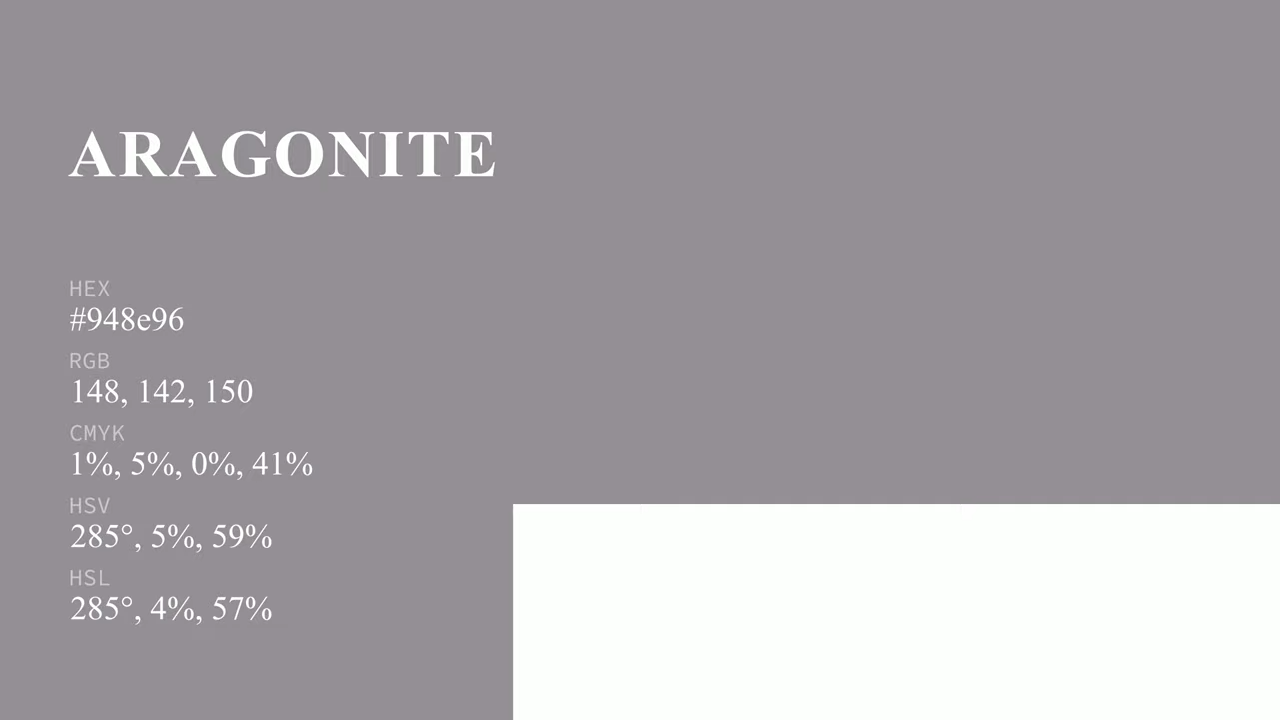 ARAGONITE
HEX
#948e96
RGB
148, 142, 150
CMYK
1%, 5%, 0%, 41%
HSV
285°, 5%, 59%
HSL
285°, 4%, 57%